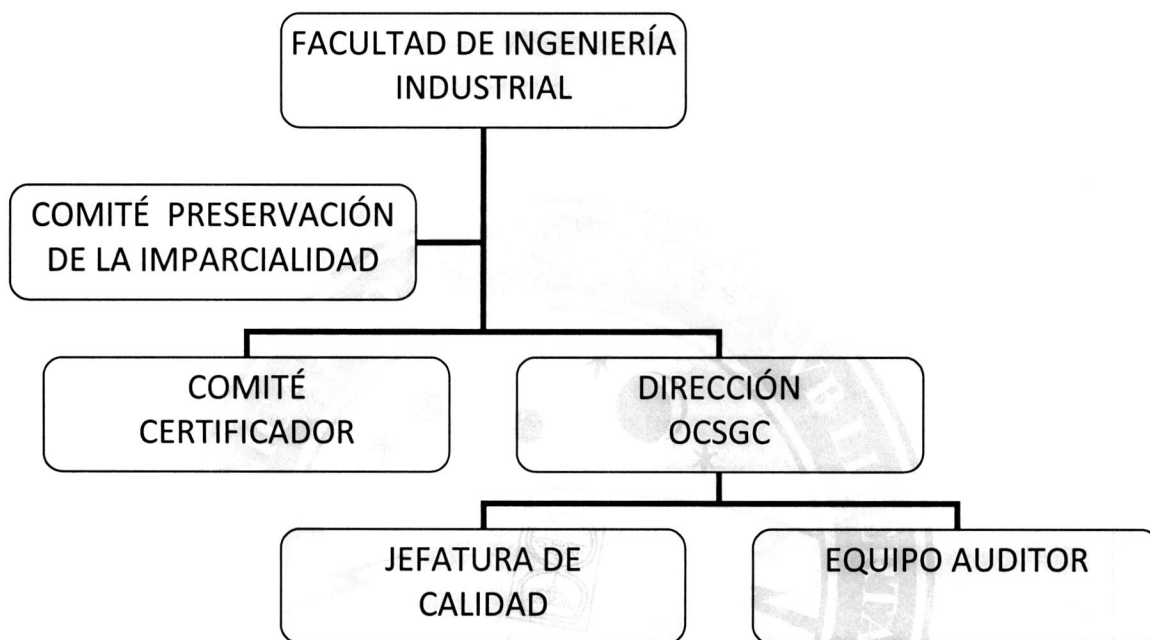 FACULTAD DE INGENIERÍA
INDUSTRIAL
COMITÉ PRESERVACIÓN
DE LA IMPARCIALIDAD
COMITÉ
CERTIFICADOR
DIRECCIÓN
OCSGC
JEFATURA DE
CALIDAD
EQUIPO AUDITOR